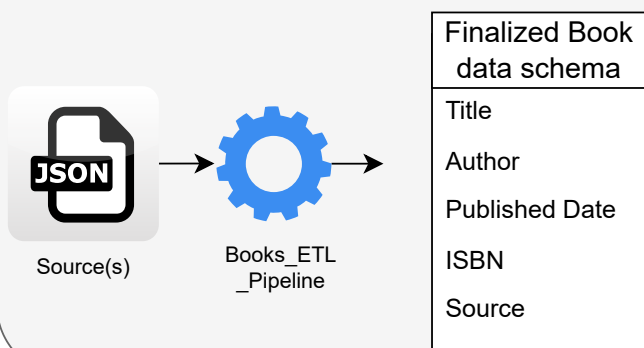 Finalized Book
data schema
Title
JSON
Author
Published Date
Books_ETL
_Pipeline
Source(s)
ISBN
Source